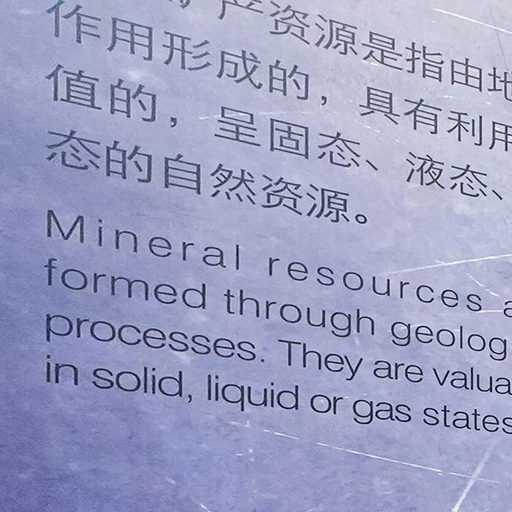 矿产资源是指由地
作用形成的，具有利用
值的，呈固态、液态、
态的自然资源。
Mineral resources a
formed through geolog
processes. They are valua
in solid, liquid or gas states